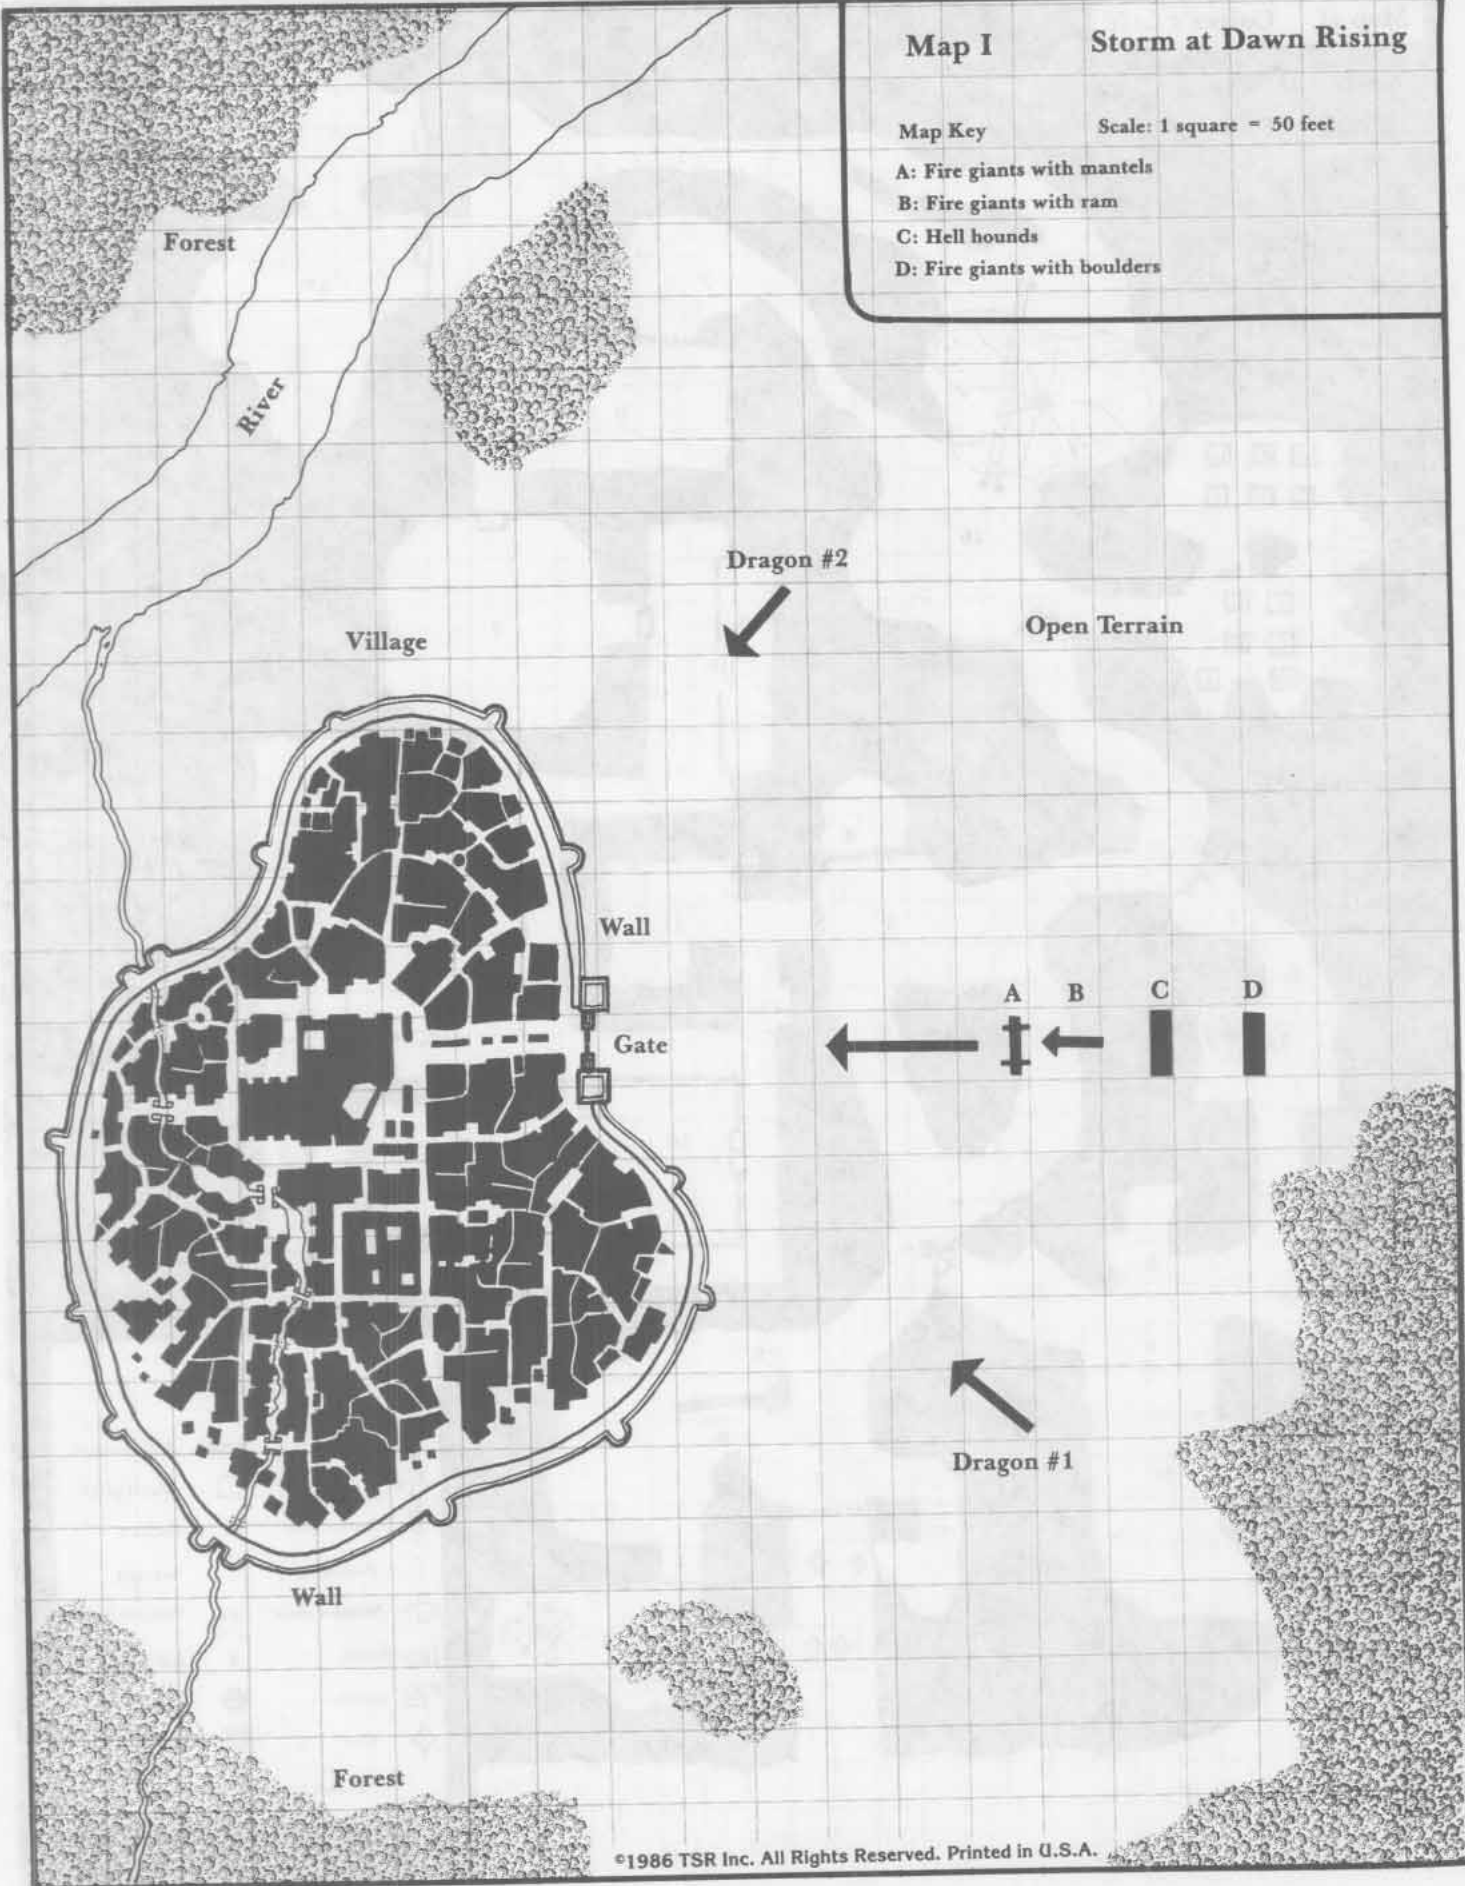 Map I Storm at Dawn Rising
Map Key Scale: 1 square = 50 feet
A: Fire giants with mantels
B: Fire giants with ram
C: Hell hounds
D: Fire giants with boulders
Forest
River
Dragon #2
Open Terrain
Village
Wall
A B C D
Gate
Dragon #1
Wall
Forest
©1986 TSR Inc. All Rights Reserved. Printed in U.S.A.